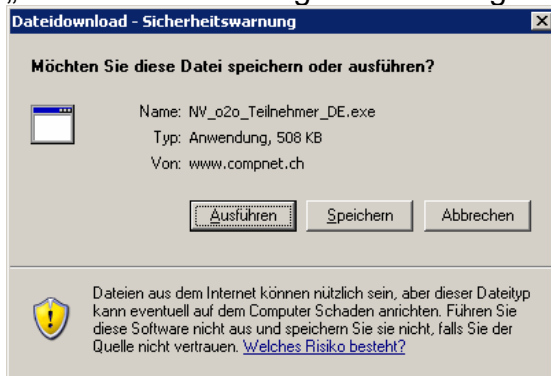 Dateidownload - Sicherheitswarnung
Möchten Sie diese Datei speichern oder ausführen?
Name: NV_o2o_Teilnehmer_DE.exe
Typ: Anwendung, 508 KB
Von: www.compnet.ch
Ausführen Speichern Abbrechen
Dateien aus dem Internet können nützlich sein, aber dieser Dateityp
kann eventuell auf dem Computer Schaden anrichten. Führen Sie
diese Software nicht aus und speichern Sie sie nicht, falls Sie der
Quelle nicht vertrauen. Welches Risiko besteht?